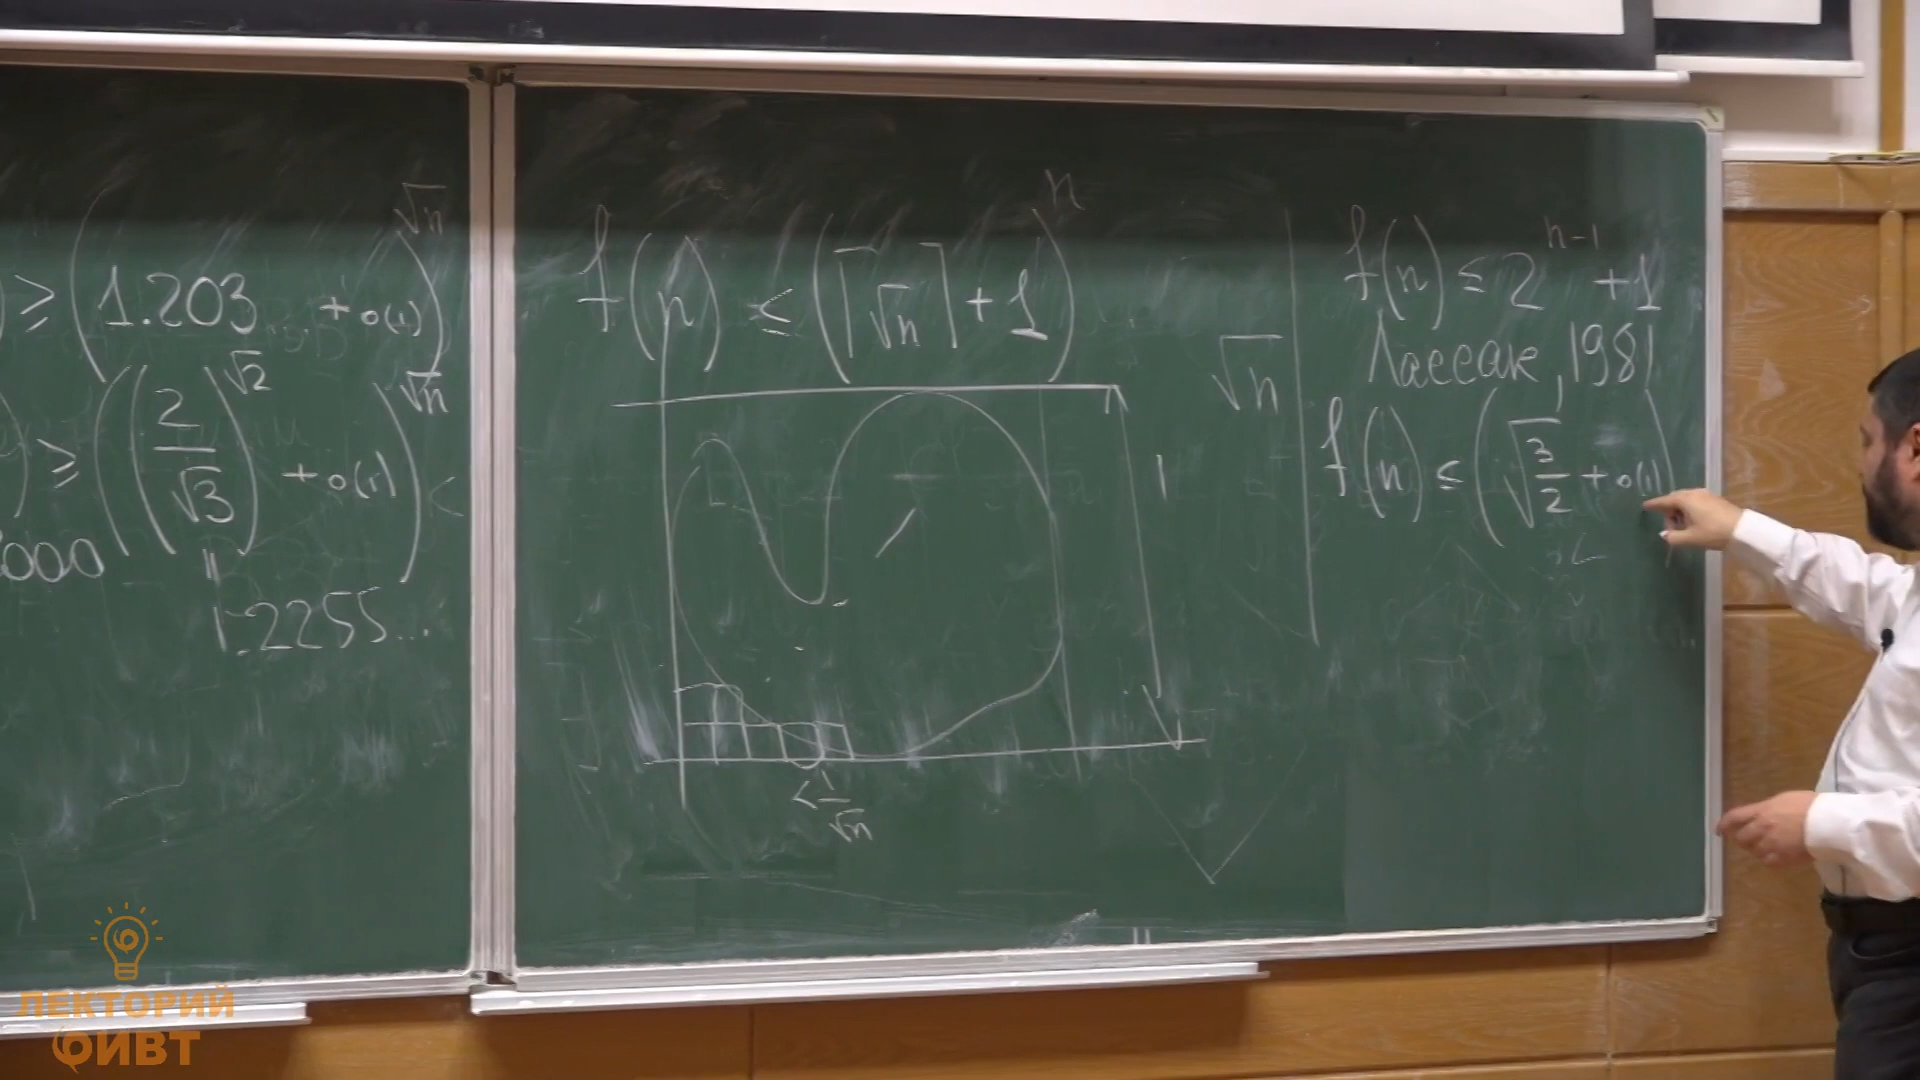 ) ≥ (1.203... + o(1))^√n
) ≥ ((2/√3)^√2 + o(1))^√n <
000
||
1.2255...
f(n) ≤ (⌈√n⌉ + 1)^n
√n
1
< 1/√n
f(n) ≤ 2^{n-1} + 1
Лассак, 1981
f(n) ≤ (√(3/2) + o(1))
ЛЕКТОРИЙ
ФИВТ